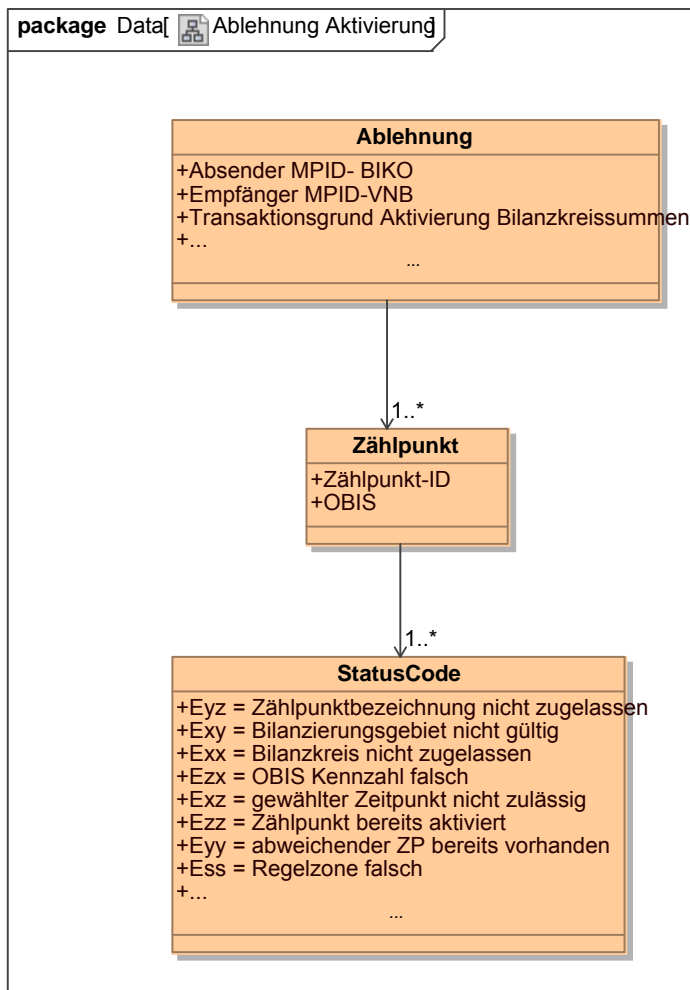 package Data[ Ablehnung Aktivierung]
Ablehnung
+Absender MPID- BIKO
+Empfänger MPID-VNB
+Transaktionsgrund Aktivierung Bilanzkreissummen
+...
...
1..*
Zählpunkt
+Zählpunkt-ID
+OBIS
1..*
StatusCode
+Eyz = Zählpunktbezeichnung nicht zugelassen
+Exy = Bilanzierungsgebiet nicht gültig
+Exx = Bilanzkreis nicht zugelassen
+Ezx = OBIS Kennzahl falsch
+Exz = gewählter Zeitpunkt nicht zulässig
+Ezz = Zählpunkt bereits aktiviert
+Eyy = abweichender ZP bereits vorhanden
+Ess = Regelzone falsch
+...
...